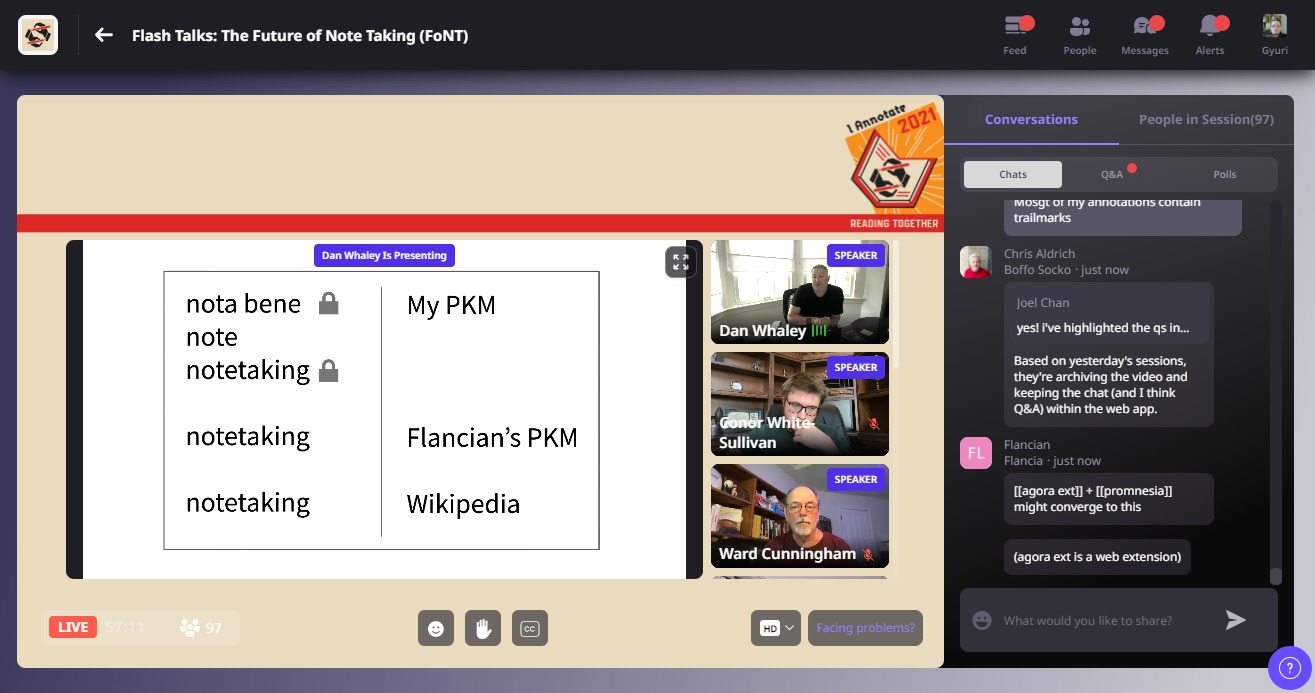 Flash Talks: The Future of Note Taking (FoNT)
Feed
People
Messages
Alerts
Gyuri
I Annotate
2021
READING TOGETHER
Dan Whaley Is Presenting
nota bene
My PKM
note
notetaking
notetaking
Flancian's PKM
notetaking
Wikipedia
SPEAKER
Dan Whaley
SPEAKER
Conor White-
Sullivan
SPEAKER
Ward Cunningham
LIVE
57:11
97
CC
HD
Facing problems?
Conversations
People in Session(97)
Chats
Q&A
Polls
Mosgt of my annotations contain
trailmarks
Chris Aldrich
Boffo Socko · just now
Joel Chan
yes! i've highlighted the qs in...
Based on yesterday's sessions,
they're archiving the video and
keeping the chat (and I think
Q&A) within the web app.
FL
Flancian
Flancia · just now
[[agora ext]] + [[promnesia]]
might converge to this
(agora ext is a web extension)
What would you like to share?
?